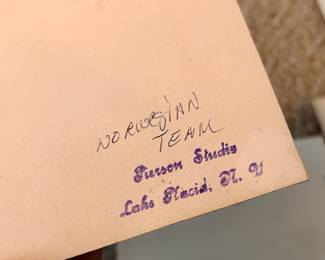 NORWEGIAN
TEAM
Pierson Studio
Lake Placid, N. Y.